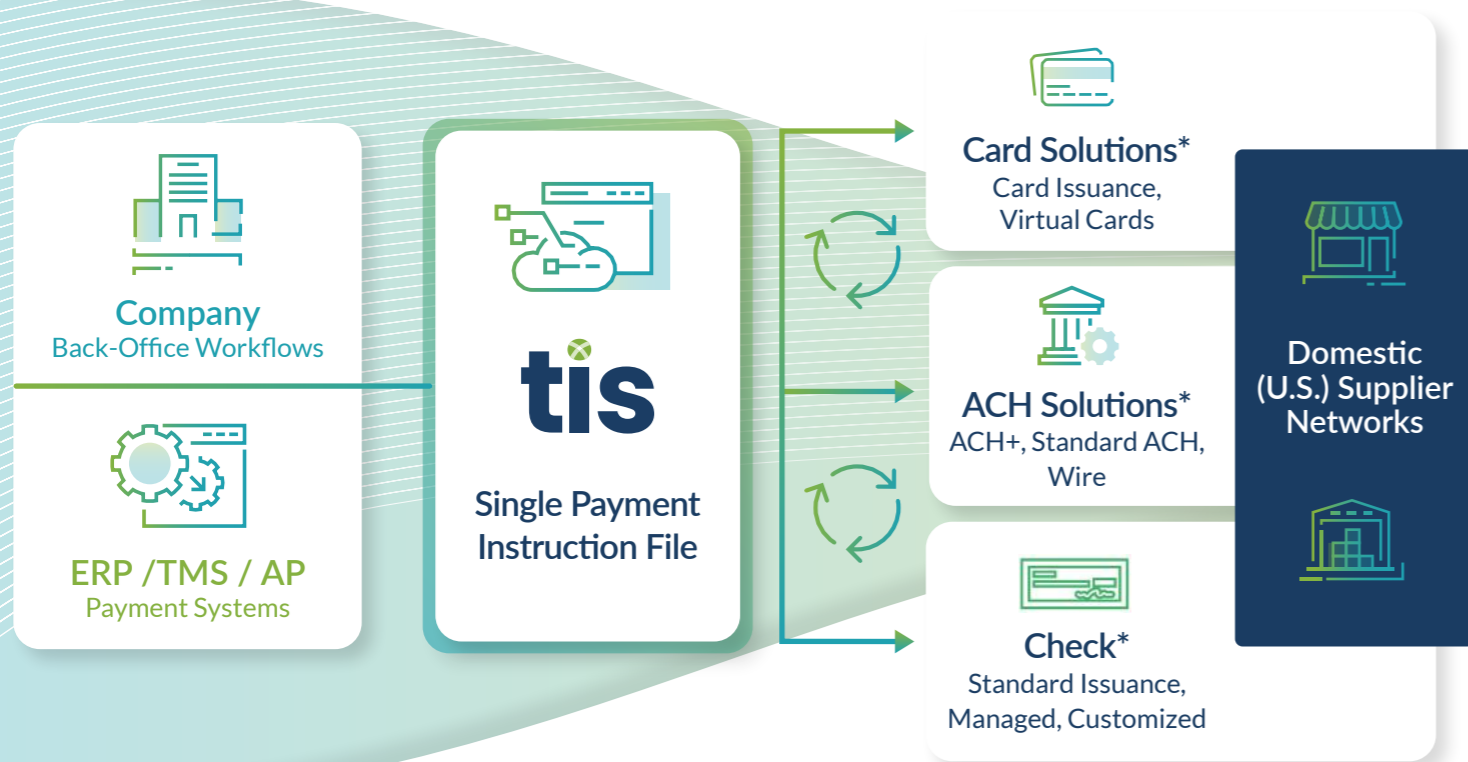 Company
Back-Office Workflows
ERP /TMS / AP
Payment Systems
tis
Single Payment
Instruction File
Card Solutions*
Card Issuance,
Virtual Cards
ACH Solutions*
ACH+, Standard ACH,
Wire
Check*
Standard Issuance,
Managed, Customized
Domestic
(U.S.) Supplier
Networks